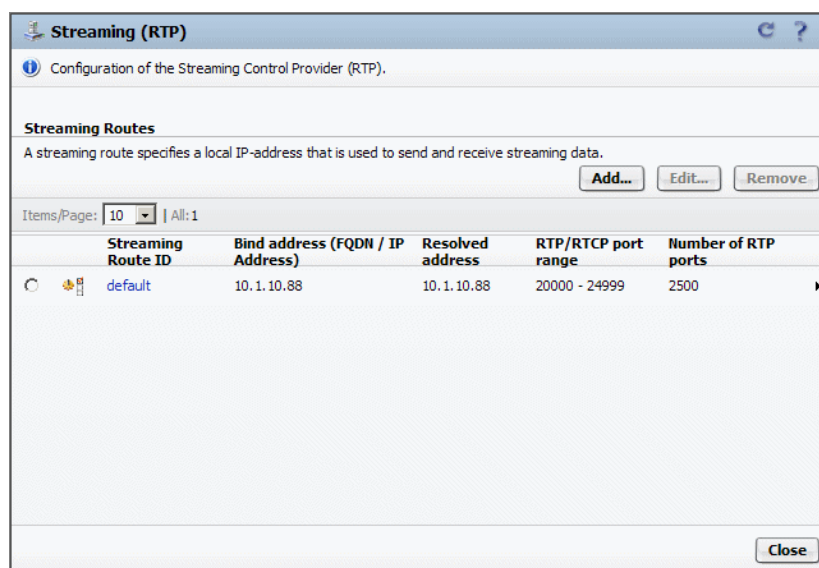 Streaming (RTP)
Configuration of the Streaming Control Provider (RTP).
Streaming Routes
A streaming route specifies a local IP-address that is used to send and receive streaming data.
Add... Edit... Remove
Items/Page: 10 | All: 1
Streaming Route ID Bind address (FQDN / IP Address) Resolved address RTP/RTCP port range Number of RTP ports
default 10.1.10.88 10.1.10.88 20000 - 24999 2500
Close